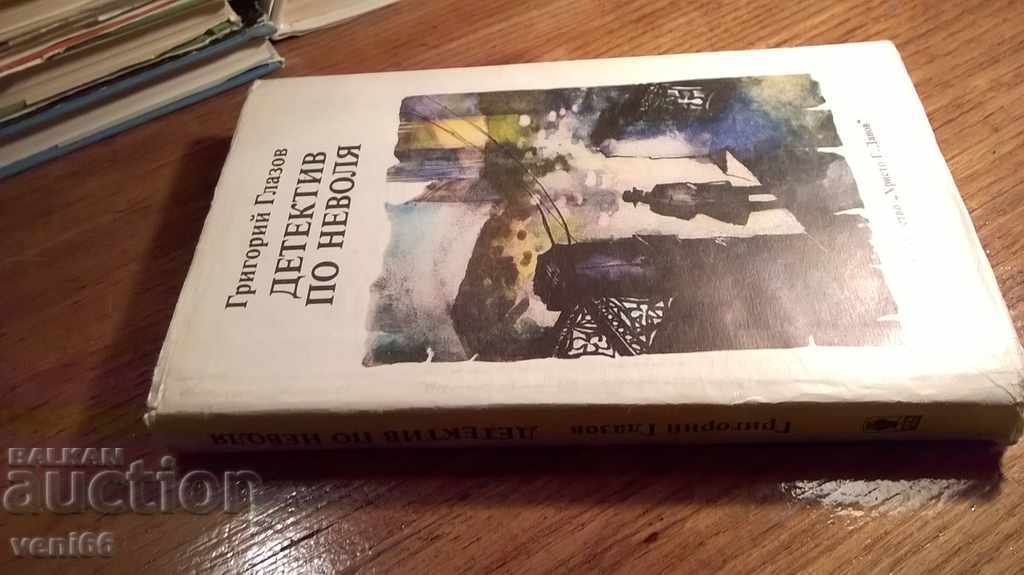 Григорий Глазов
ДЕТЕКТИВ
ПО НЕВОЛЯ
"Христо Г. Данов"
Григорий Глазов ДЕТЕКТИВ ПО НЕВОЛЯ
BALKAN
auction
veni66